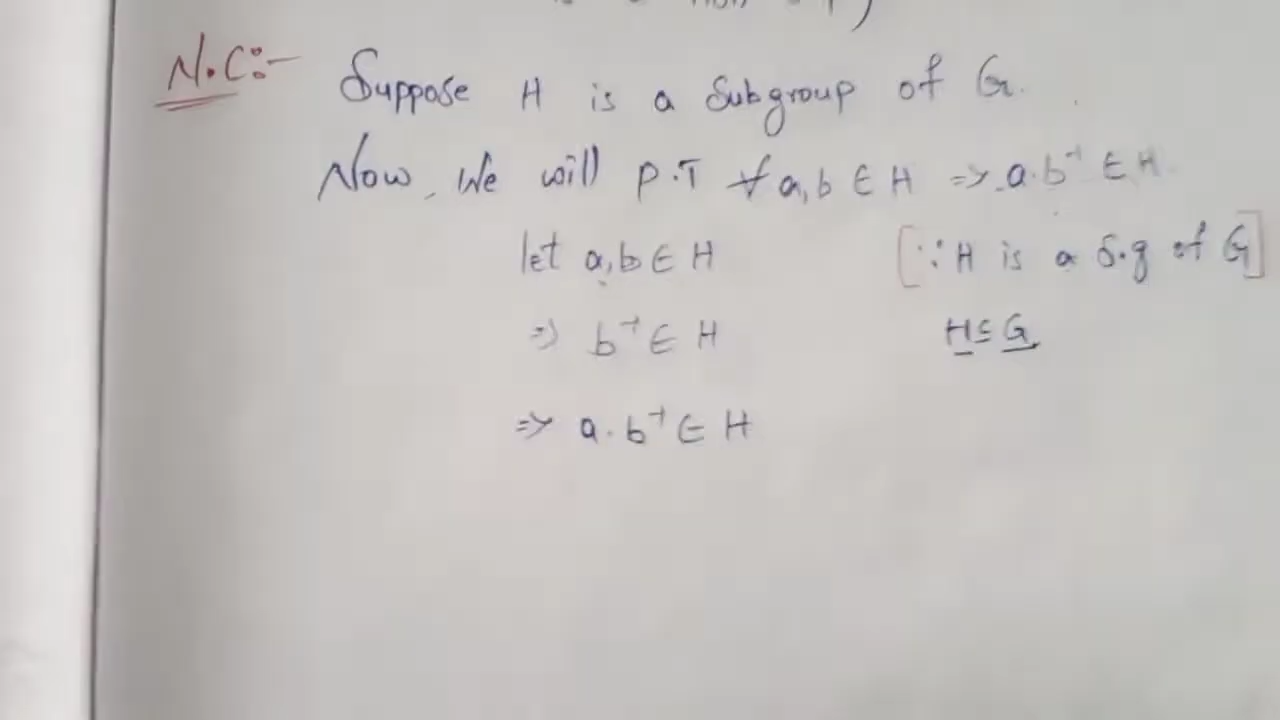 N.C:- Suppose H is a Subgroup of G.
Now, We will P.T ∀ a,b ∈ H => a.b⁻¹ ∈ H.
let a,b ∈ H [∵ H is a S.g of G]
=> b⁻¹ ∈ H H ⊆ G
=> a.b⁻¹ ∈ H